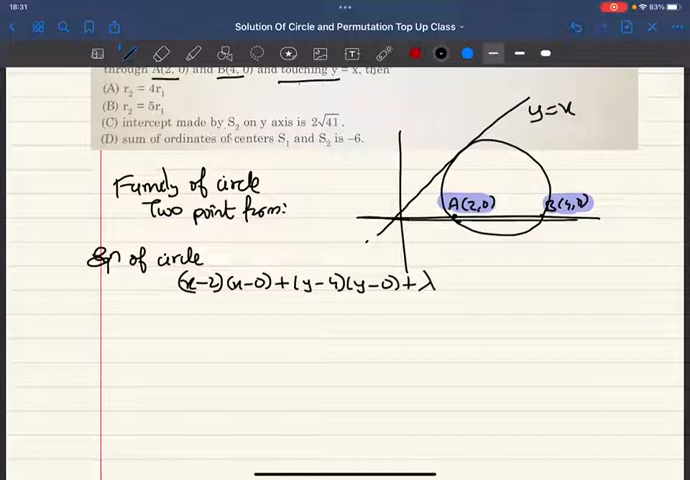 18:31
83%
Solution Of Circle and Permutation Top Up Class
through A(2, 0) and B(4, 0) and touching y = x, then
(A) r₂ = 4r₁
(B) r₂ = 5r₁
(C) intercept made by S₂ on y axis is 2√41.
(D) sum of ordinates of centers S₁ and S₂ is –6.
y=x
Family of circle
Two point from:
A(2,0)
B(4,0)
Eqn of circle
(x-2)(x-0)+(y-4)(y-0)+λ